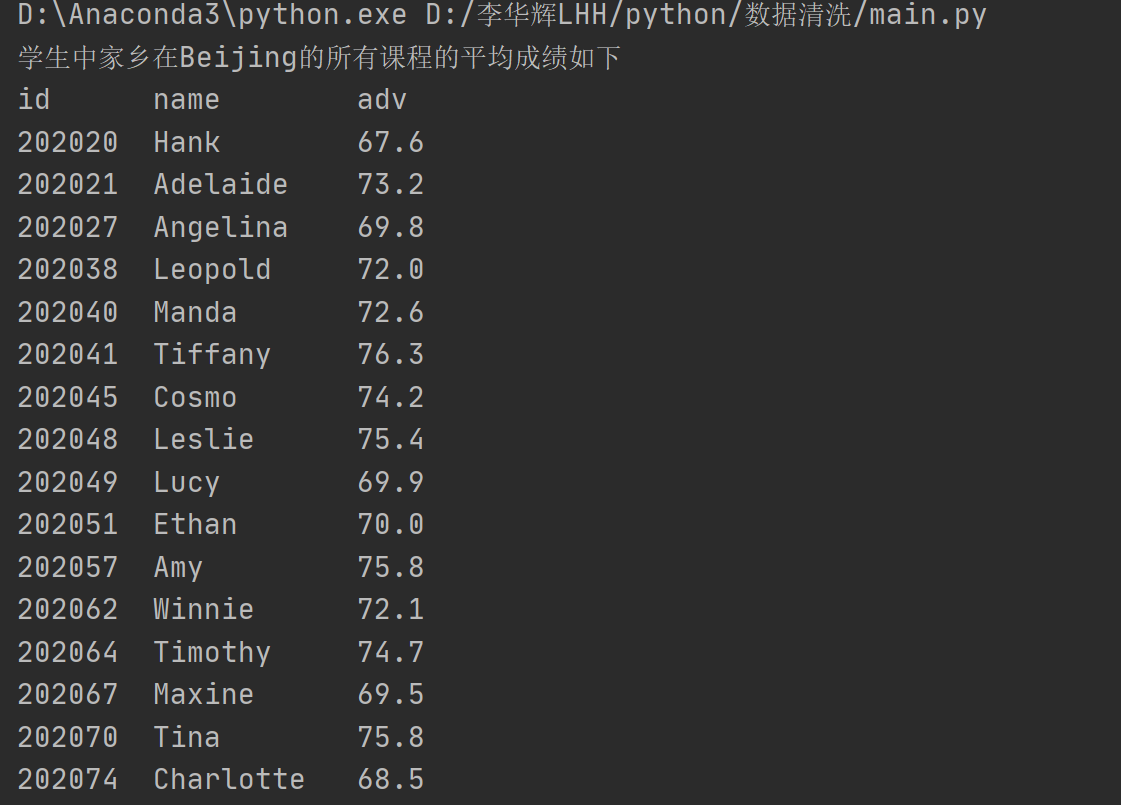 D:\Anaconda3\python.exe D:/李华辉LHH/python/数据清洗/main.py
学生中家乡在Beijing的所有课程的平均成绩如下
id name adv
202020 Hank 67.6
202021 Adelaide 73.2
202027 Angelina 69.8
202038 Leopold 72.0
202040 Manda 72.6
202041 Tiffany 76.3
202045 Cosmo 74.2
202048 Leslie 75.4
202049 Lucy 69.9
202051 Ethan 70.0
202057 Amy 75.8
202062 Winnie 72.1
202064 Timothy 74.7
202067 Maxine 69.5
202070 Tina 75.8
202074 Charlotte 68.5